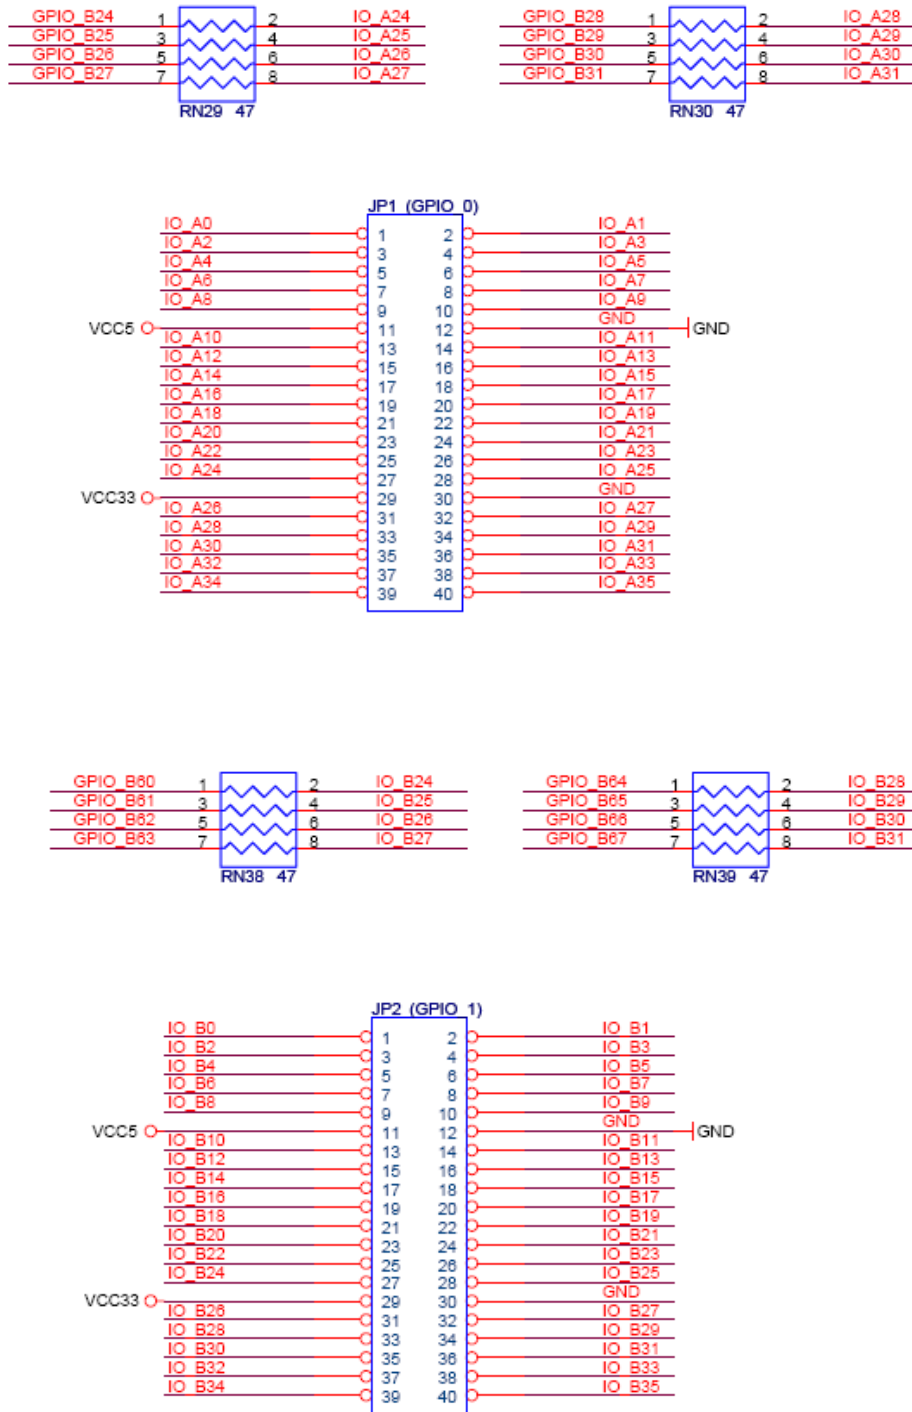 GPIO_B24 1 2 IO_A24 GPIO_B28 1 2 IO_A28
GPIO_B25 3 4 IO_A25 GPIO_B29 3 4 IO_A29
GPIO_B26 5 6 IO_A26 GPIO_B30 5 6 IO_A30
GPIO_B27 7 8 IO_A27 GPIO_B31 7 8 IO_A31
RN29 47 RN30 47
JP1 (GPIO_0)
IO_A0 1 2 IO_A1
IO_A2 3 4 IO_A3
IO_A4 5 6 IO_A5
IO_A6 7 8 IO_A7
IO_A8 9 10 IO_A9
VCC5 11 12 GND GND
IO_A10 13 14 IO_A11
IO_A12 15 16 IO_A13
IO_A14 17 18 IO_A15
IO_A16 19 20 IO_A17
IO_A18 21 22 IO_A19
IO_A20 23 24 IO_A21
IO_A22 25 26 IO_A23
IO_A24 27 28 IO_A25
VCC33 29 30 GND
IO_A26 31 32 IO_A27
IO_A28 33 34 IO_A29
IO_A30 35 36 IO_A31
IO_A32 37 38 IO_A33
IO_A34 39 40 IO_A35
GPIO_B60 1 2 IO_B24 GPIO_B64 1 2 IO_B28
GPIO_B61 3 4 IO_B25 GPIO_B65 3 4 IO_B29
GPIO_B62 5 6 IO_B26 GPIO_B66 5 6 IO_B30
GPIO_B63 7 8 IO_B27 GPIO_B67 7 8 IO_B31
RN38 47 RN39 47
JP2 (GPIO_1)
IO_B0 1 2 IO_B1
IO_B2 3 4 IO_B3
IO_B4 5 6 IO_B5
IO_B6 7 8 IO_B7
IO_B8 9 10 IO_B9
VCC5 11 12 GND GND
IO_B10 13 14 IO_B11
IO_B12 15 16 IO_B13
IO_B14 17 18 IO_B15
IO_B16 19 20 IO_B17
IO_B18 21 22 IO_B19
IO_B20 23 24 IO_B21
IO_B22 25 26 IO_B23
IO_B24 27 28 IO_B25
VCC33 29 30 GND
IO_B26 31 32 IO_B27
IO_B28 33 34 IO_B29
IO_B30 35 36 IO_B31
IO_B32 37 38 IO_B33
IO_B34 39 40 IO_B35